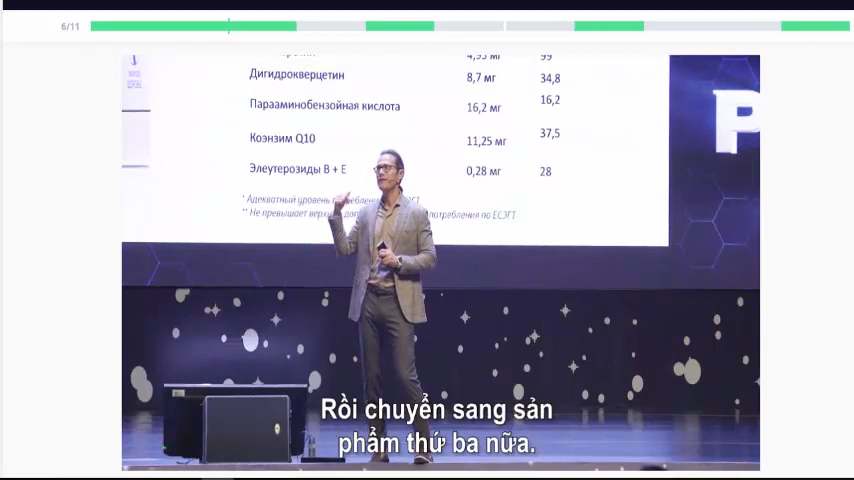 6/11
4,95 мг 99
Дигидрокверцетин 8,7 мг 34,8
Парааминобензойная кислота 16,2 мг 16,2
Коэнзим Q10 11,25 мг 37,5
Элеутерозиды B + E 0,28 мг 28
* Адекватный уровень
** Не превышает потребления по ЕСЭГТ
P
Rồi chuyển sang sản
phẩm thứ ba nữa.